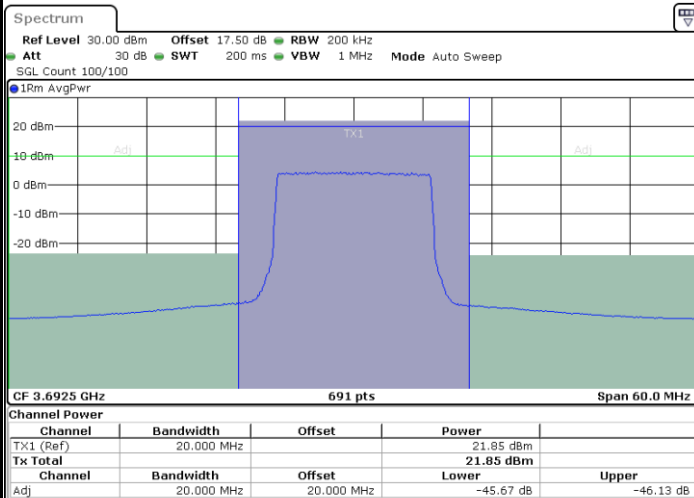 Spectrum
Ref Level 30.00 dBm Offset 17.50 dB RBW 200 kHz
Att 30 dB SWT 200 ms VBW 1 MHz Mode Auto Sweep
SGL Count 100/100
1Rm AvgPwr
20 dBm
TX1
Adj
Adj
10 dBm
0 dBm
-10 dBm
-20 dBm
CF 3.6925 GHz 691 pts Span 60.0 MHz
Channel Power
Channel Bandwidth Offset Power
TX1 (Ref) 20.000 MHz 21.85 dBm
Tx Total 21.85 dBm
Channel Bandwidth Offset Lower Upper
Adj 20.000 MHz 20.000 MHz -45.67 dB -46.13 dB